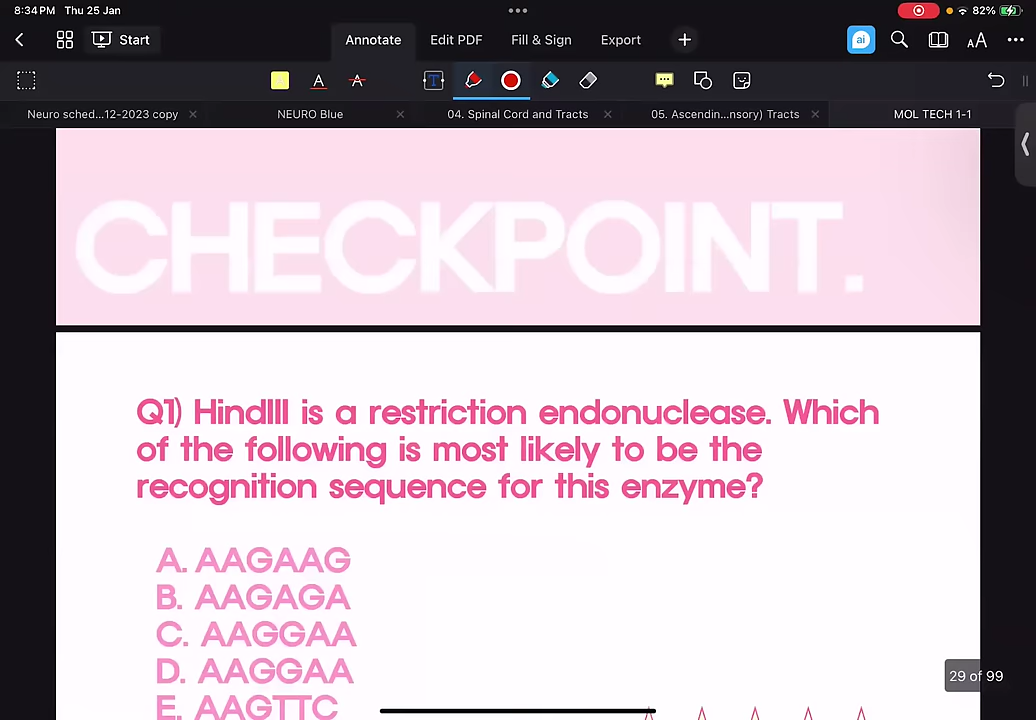 8:34 PM Thu 25 Jan
82%
Start
Annotate
Edit PDF
Fill & Sign
Export
ai
AA
A
A
T
Neuro sched...12-2023 copy
NEURO Blue
04. Spinal Cord and Tracts
05. Ascendin...nsory) Tracts
MOL TECH 1-1
CHECKPOINT.
Q1) HindIII is a restriction endonuclease. Which
of the following is most likely to be the
recognition sequence for this enzyme?
A. AAGAAG
B. AAGAGA
C. AAGGAA
D. AAGGAA
E. AAGTTC
29 of 99